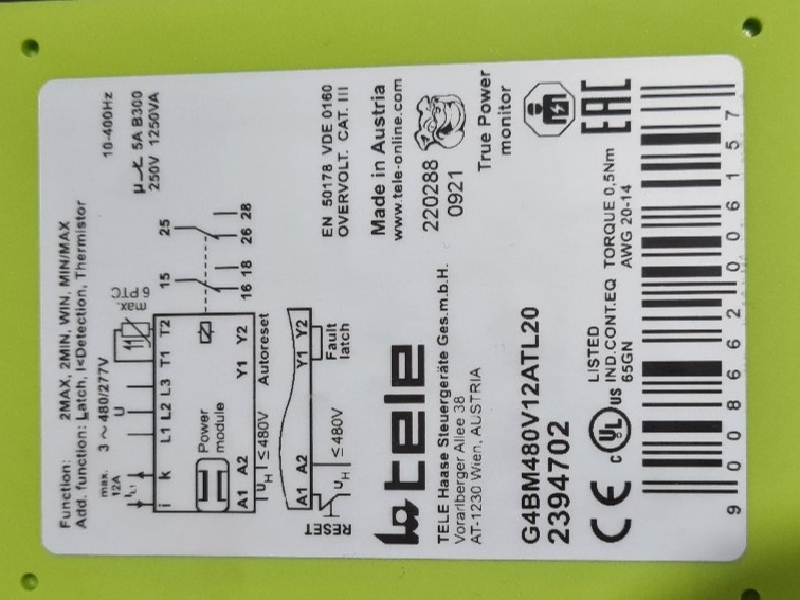 Function: 2MAX, 2MIN, WIN, MIN/MAX
Add. function: Latch, I<Detection, Thermistor
10-400Hz
5A B300
250V 1250VA
max. 12A
3 ~ 480/277V
max. 6 PTC
U
i k L1 L2 L3 T1 T2
15
25
16 18
26 28
Power module
A1 A2
Y1 Y2
UH ≤480V
Autoreset
A1 A2
Y1 Y2
RESET
UH ≤480V
Fault latch
EN 50178 VDE 0160
OVERVOLT. CAT. III
tele
Made in Austria
www.tele-online.com
TELE Haase Steuergeräte Ges.m.b.H.
Vorarlberger Allee 38
AT-1230 Wien, AUSTRIA
220288
0921
True Power monitor
G4BM480V12ATL20
2394702
CE
c UL us
LISTED
IND.CONT.EQ
65GN
TORQUE 0,5Nm
AWG 20-14
EAC
9 008662 006157